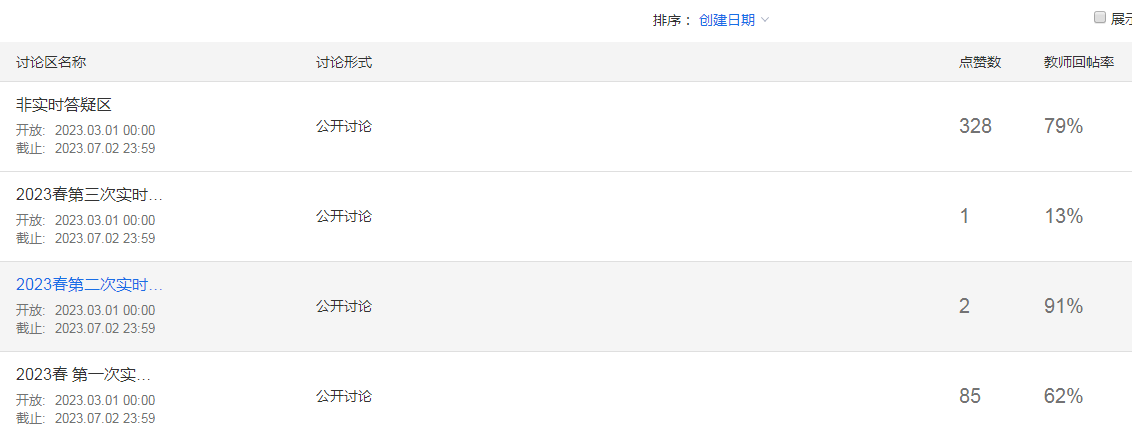 排序： 创建日期 展示
讨论区名称 讨论形式 点赞数 教师回帖率
非实时答疑区
开放: 2023.03.01 00:00
截止: 2023.07.02 23:59
公开讨论 328 79%
2023春第三次实时...
开放: 2023.03.01 00:00
截止: 2023.07.02 23:59
公开讨论 1 13%
2023春第二次实时...
开放: 2023.03.01 00:00
截止: 2023.07.02 23:59
公开讨论 2 91%
2023春 第一次实...
开放: 2023.03.01 00:00
截止: 2023.07.02 23:59
公开讨论 85 62%